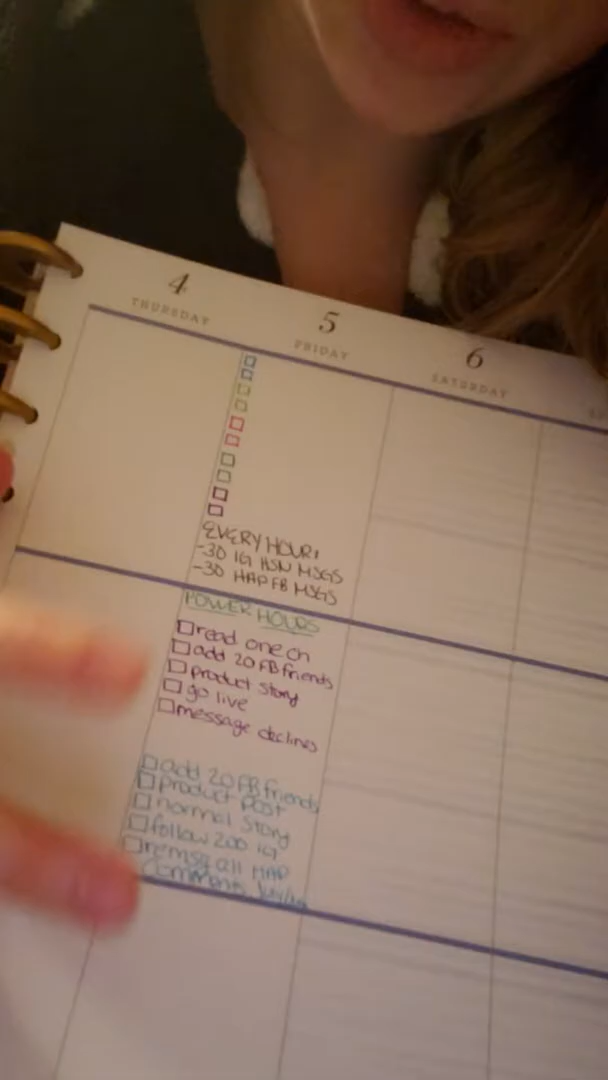 4
THURSDAY
5
FRIDAY
6
SATURDAY
EVERY HOUR:
-30 IG HSN MSGS
-30 HAP FB MSGS
POWER HOURS
read one ch
add 20 FB friends
product story
go live
message declines
add 20 FB friends
product post
normal story
follow 200 IG
remsg all HAP
comments